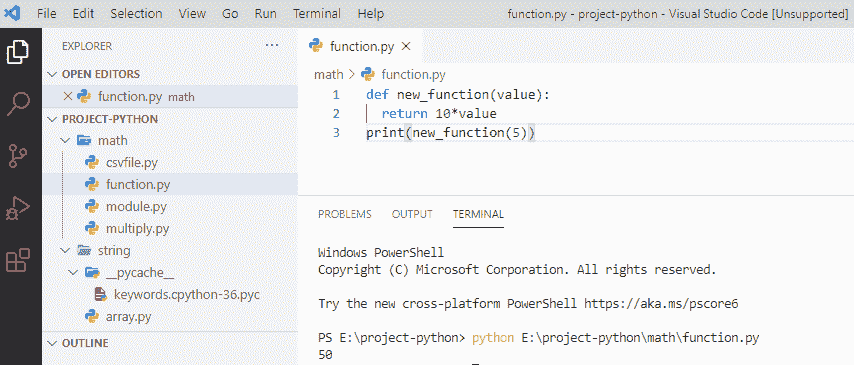 File Edit Selection View Go Run Terminal Help function.py - project-python - Visual Studio Code [Unsupported]
EXPLORER ...
OPEN EDITORS
function.py math
PROJECT-PYTHON
math
csvfile.py
function.py
module.py
multiply.py
string
__pycache__
keywords.cpython-36.pyc
array.py
OUTLINE
function.py
math > function.py
1 def new_function(value):
2 return 10*value
3 print(new_function(5))
PROBLEMS OUTPUT TERMINAL
Windows PowerShell
Copyright (C) Microsoft Corporation. All rights reserved.
Try the new cross-platform PowerShell https://aka.ms/pscore6
PS E:\project-python> python E:\project-python\math\function.py
50